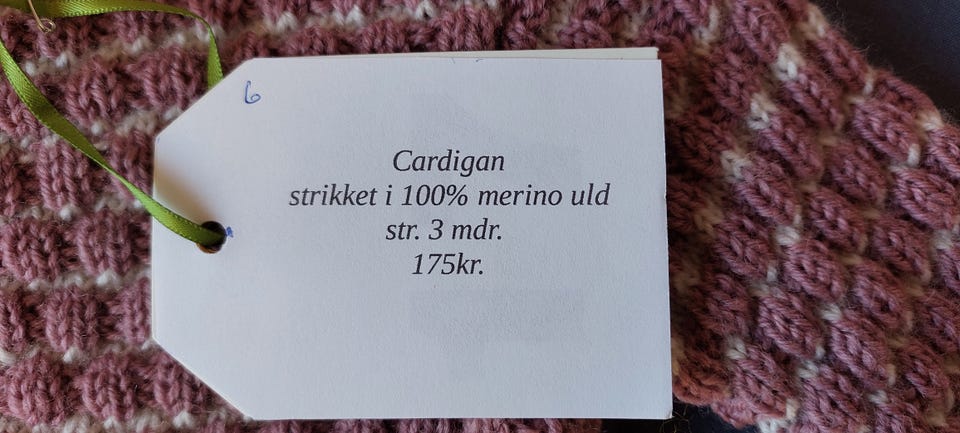 6
Cardigan
strikket i 100% merino uld
str. 3 mdr.
175kr.